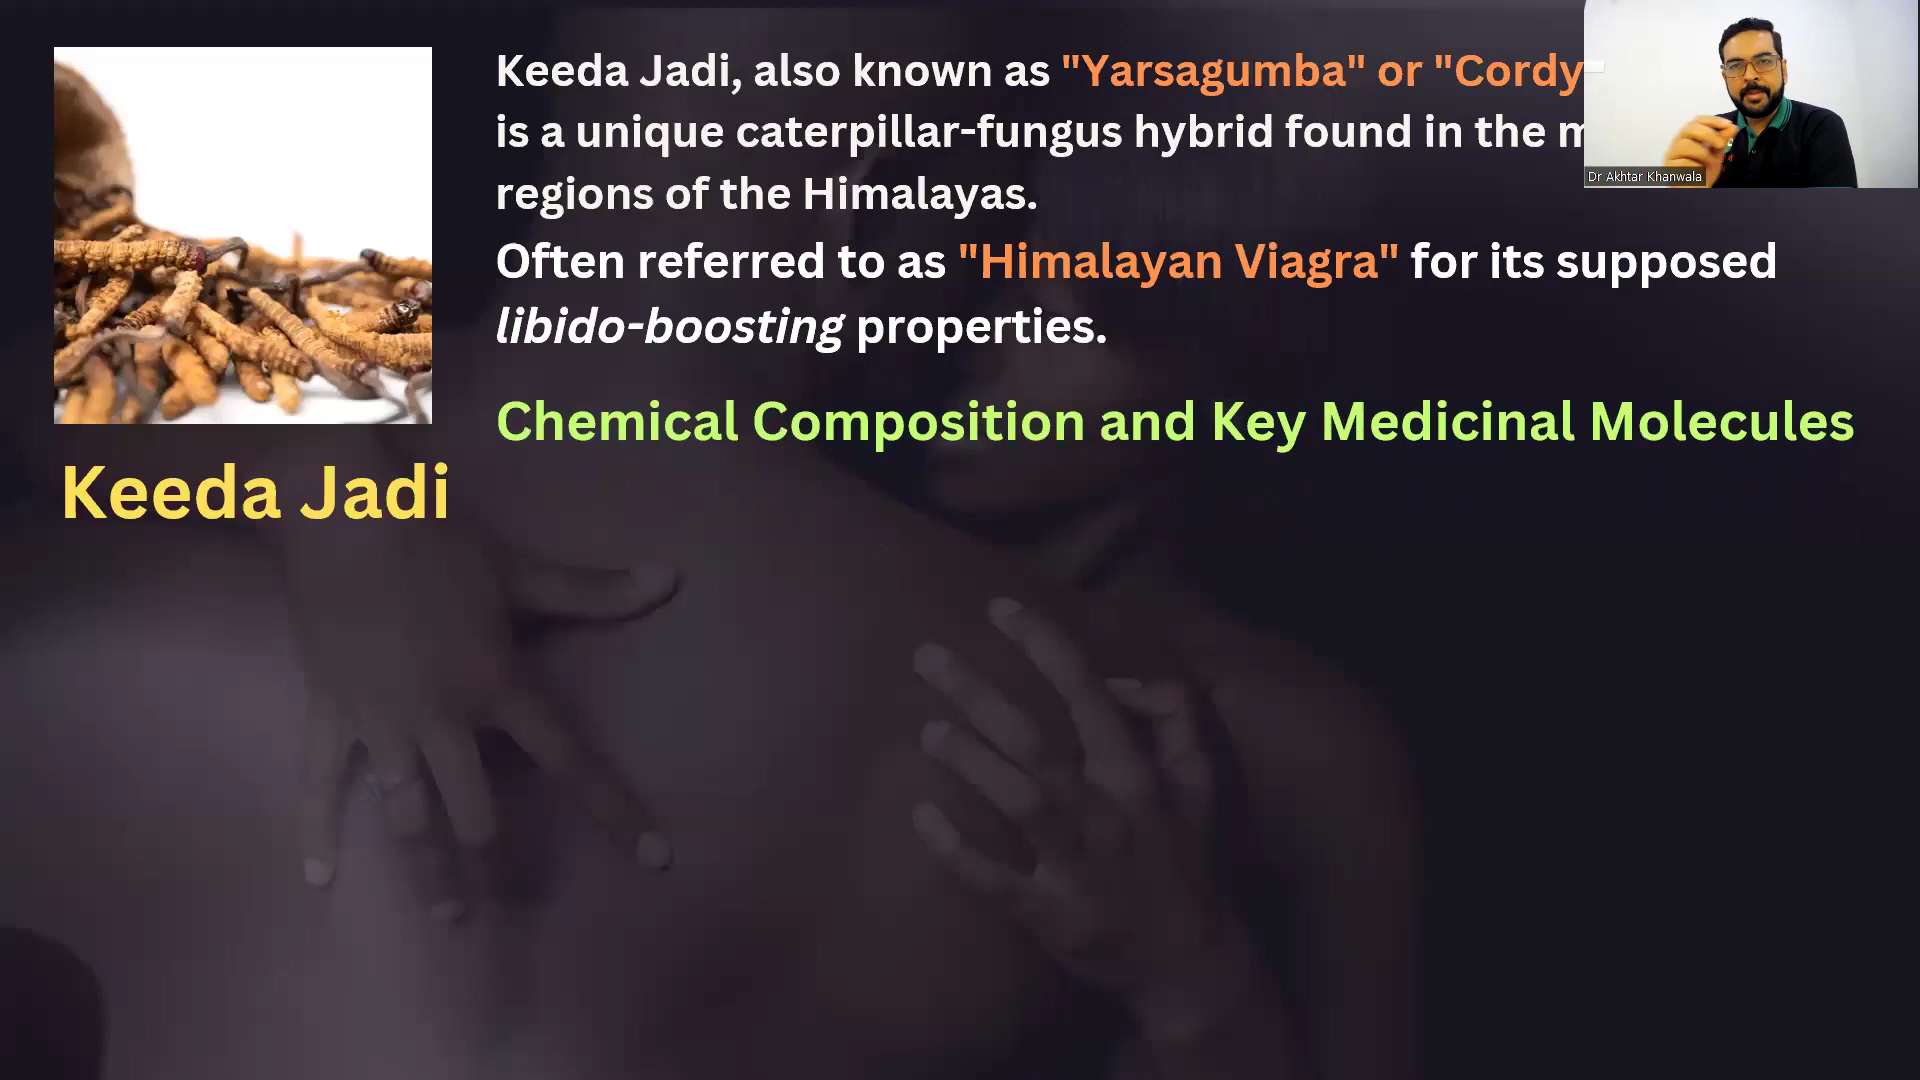 Keeda Jadi, also known as "Yarsagumba" or "Cordy
is a unique caterpillar-fungus hybrid found in the
regions of the Himalayas.
Often referred to as "Himalayan Viagra" for its supposed
libido-boosting properties.
Chemical Composition and Key Medicinal Molecules
Keeda Jadi
Dr Akhtar Khanwala